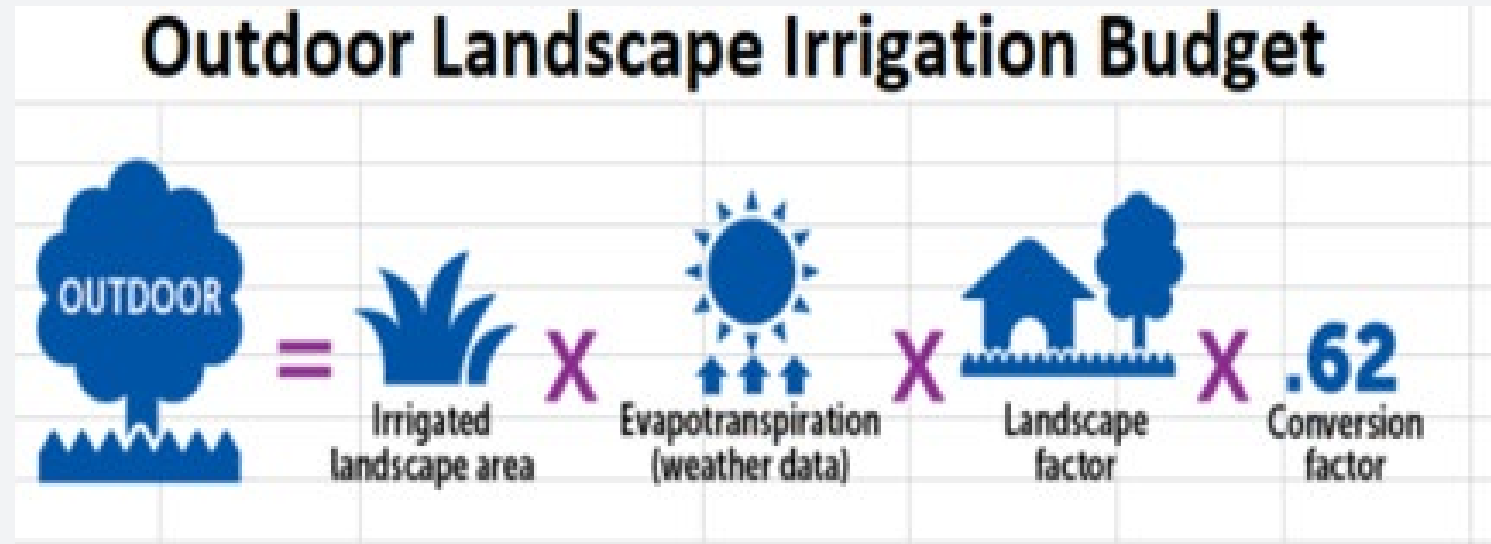 Outdoor Landscape Irrigation Budget
OUTDOOR
=
X
X
X
.62
Irrigated
landscape area
Evapotranspiration
(weather data)
Landscape
factor
Conversion
factor